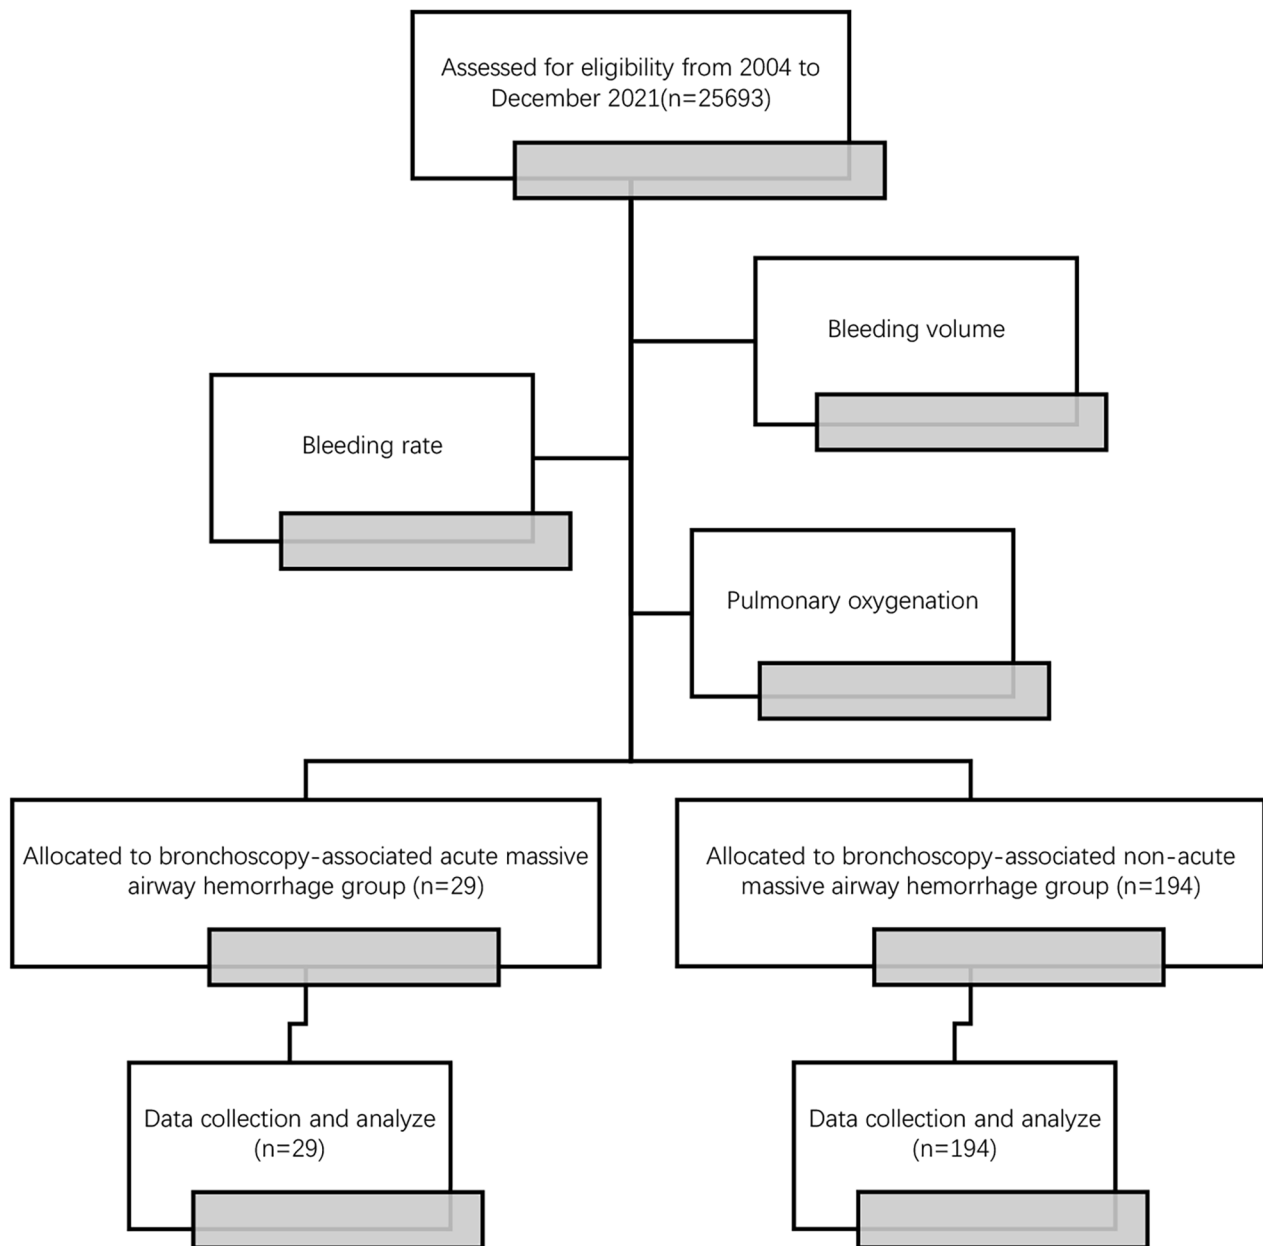 Assessed for eligibility from 2004 to
December 2021(n=25693)
Bleeding volume
Bleeding rate
Pulmonary oxygenation
Allocated to bronchoscopy-associated acute massive
airway hemorrhage group (n=29)
Allocated to bronchoscopy-associated non-acute
massive airway hemorrhage group (n=194)
Data collection and analyze
(n=29)
Data collection and analyze
(n=194)